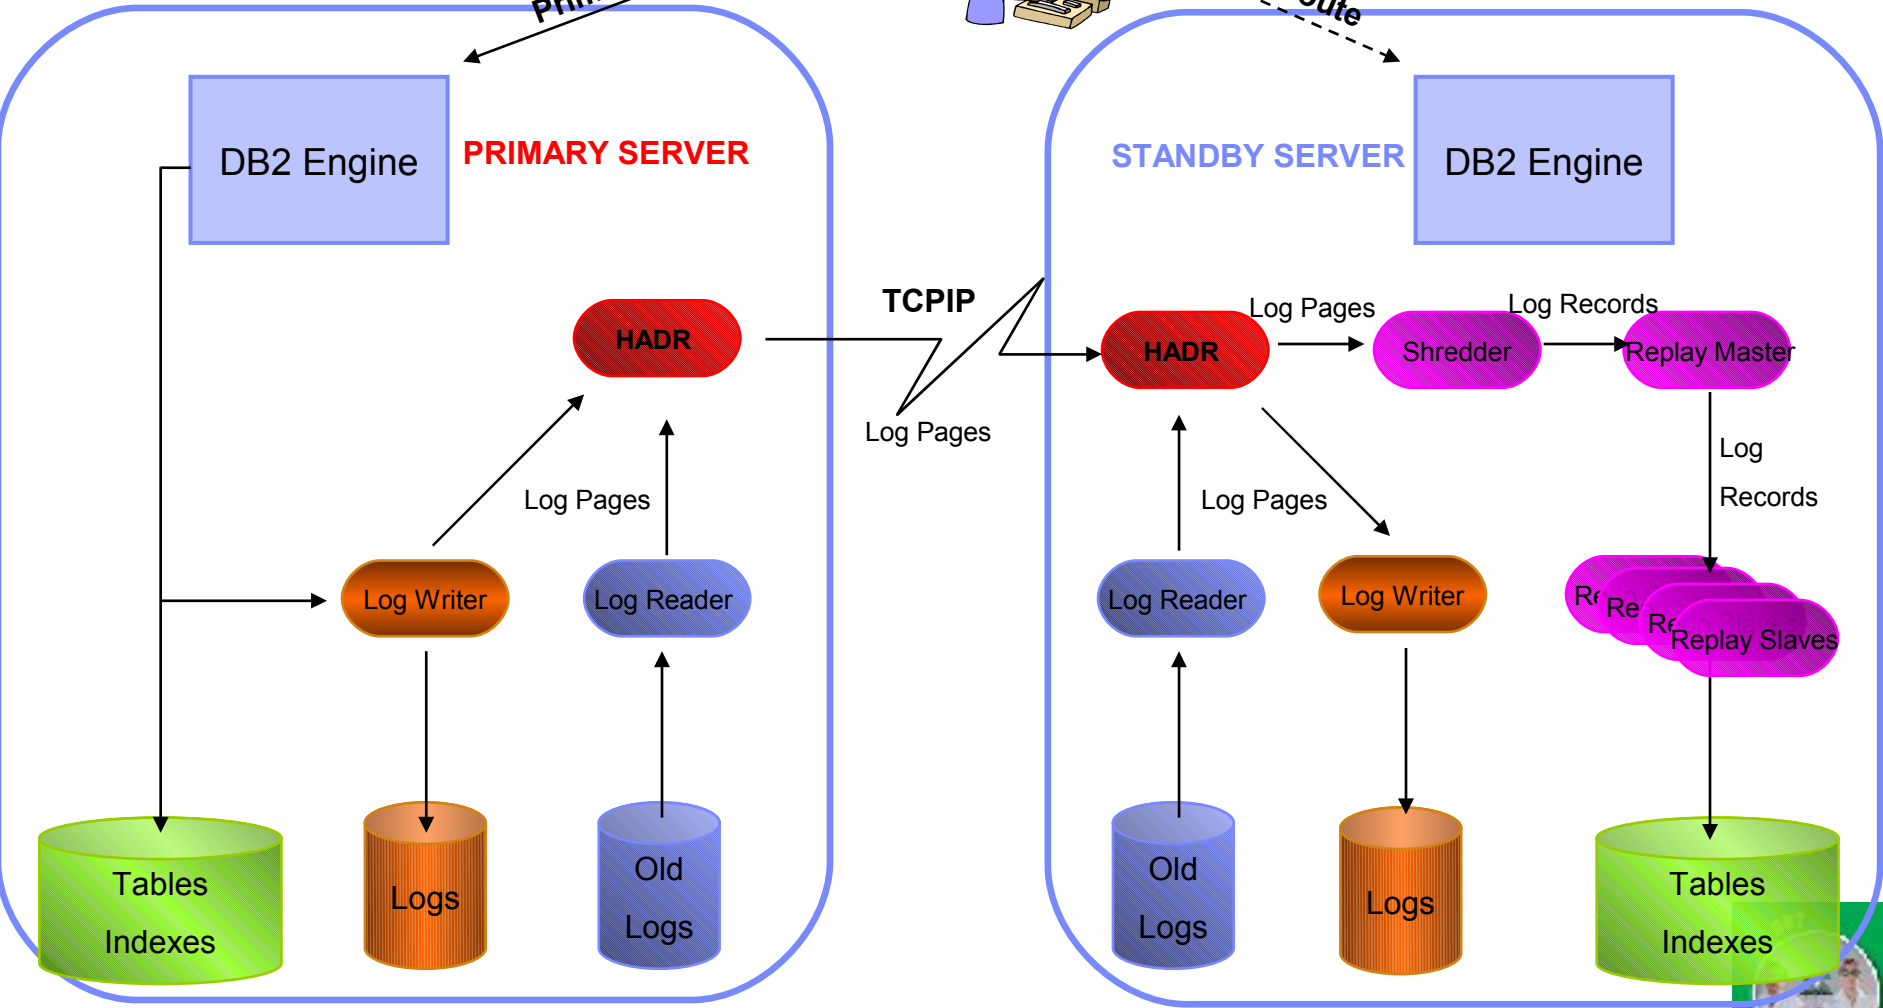 DB2 Engine
PRIMARY SERVER
STANDBY SERVER
DB2 Engine
TCPIP
HADR
Log Pages
HADR
Log Pages
Shredder
Log Records
Replay Master
Log Pages
Log Pages
Log
Records
Log Writer
Log Reader
Log Reader
Log Writer
Replay Slaves
Tables
Indexes
Logs
Old
Logs
Old
Logs
Logs
Tables
Indexes